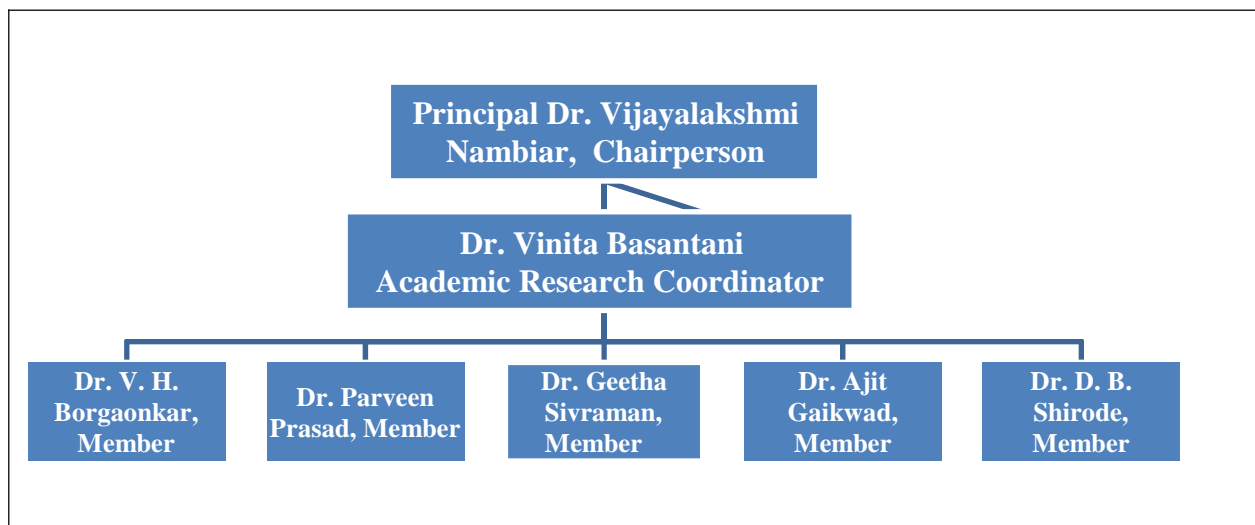 Principal Dr. Vijayalakshmi
Nambiar, Chairperson
Dr. Vinita Basantani
Academic Research Coordinator
Dr. V. H.
Borgaonkar,
Member
Dr. Parveen
Prasad, Member
Dr. Geetha
Sivraman,
Member
Dr. Ajit
Gaikwad,
Member
Dr. D. B.
Shirode,
Member